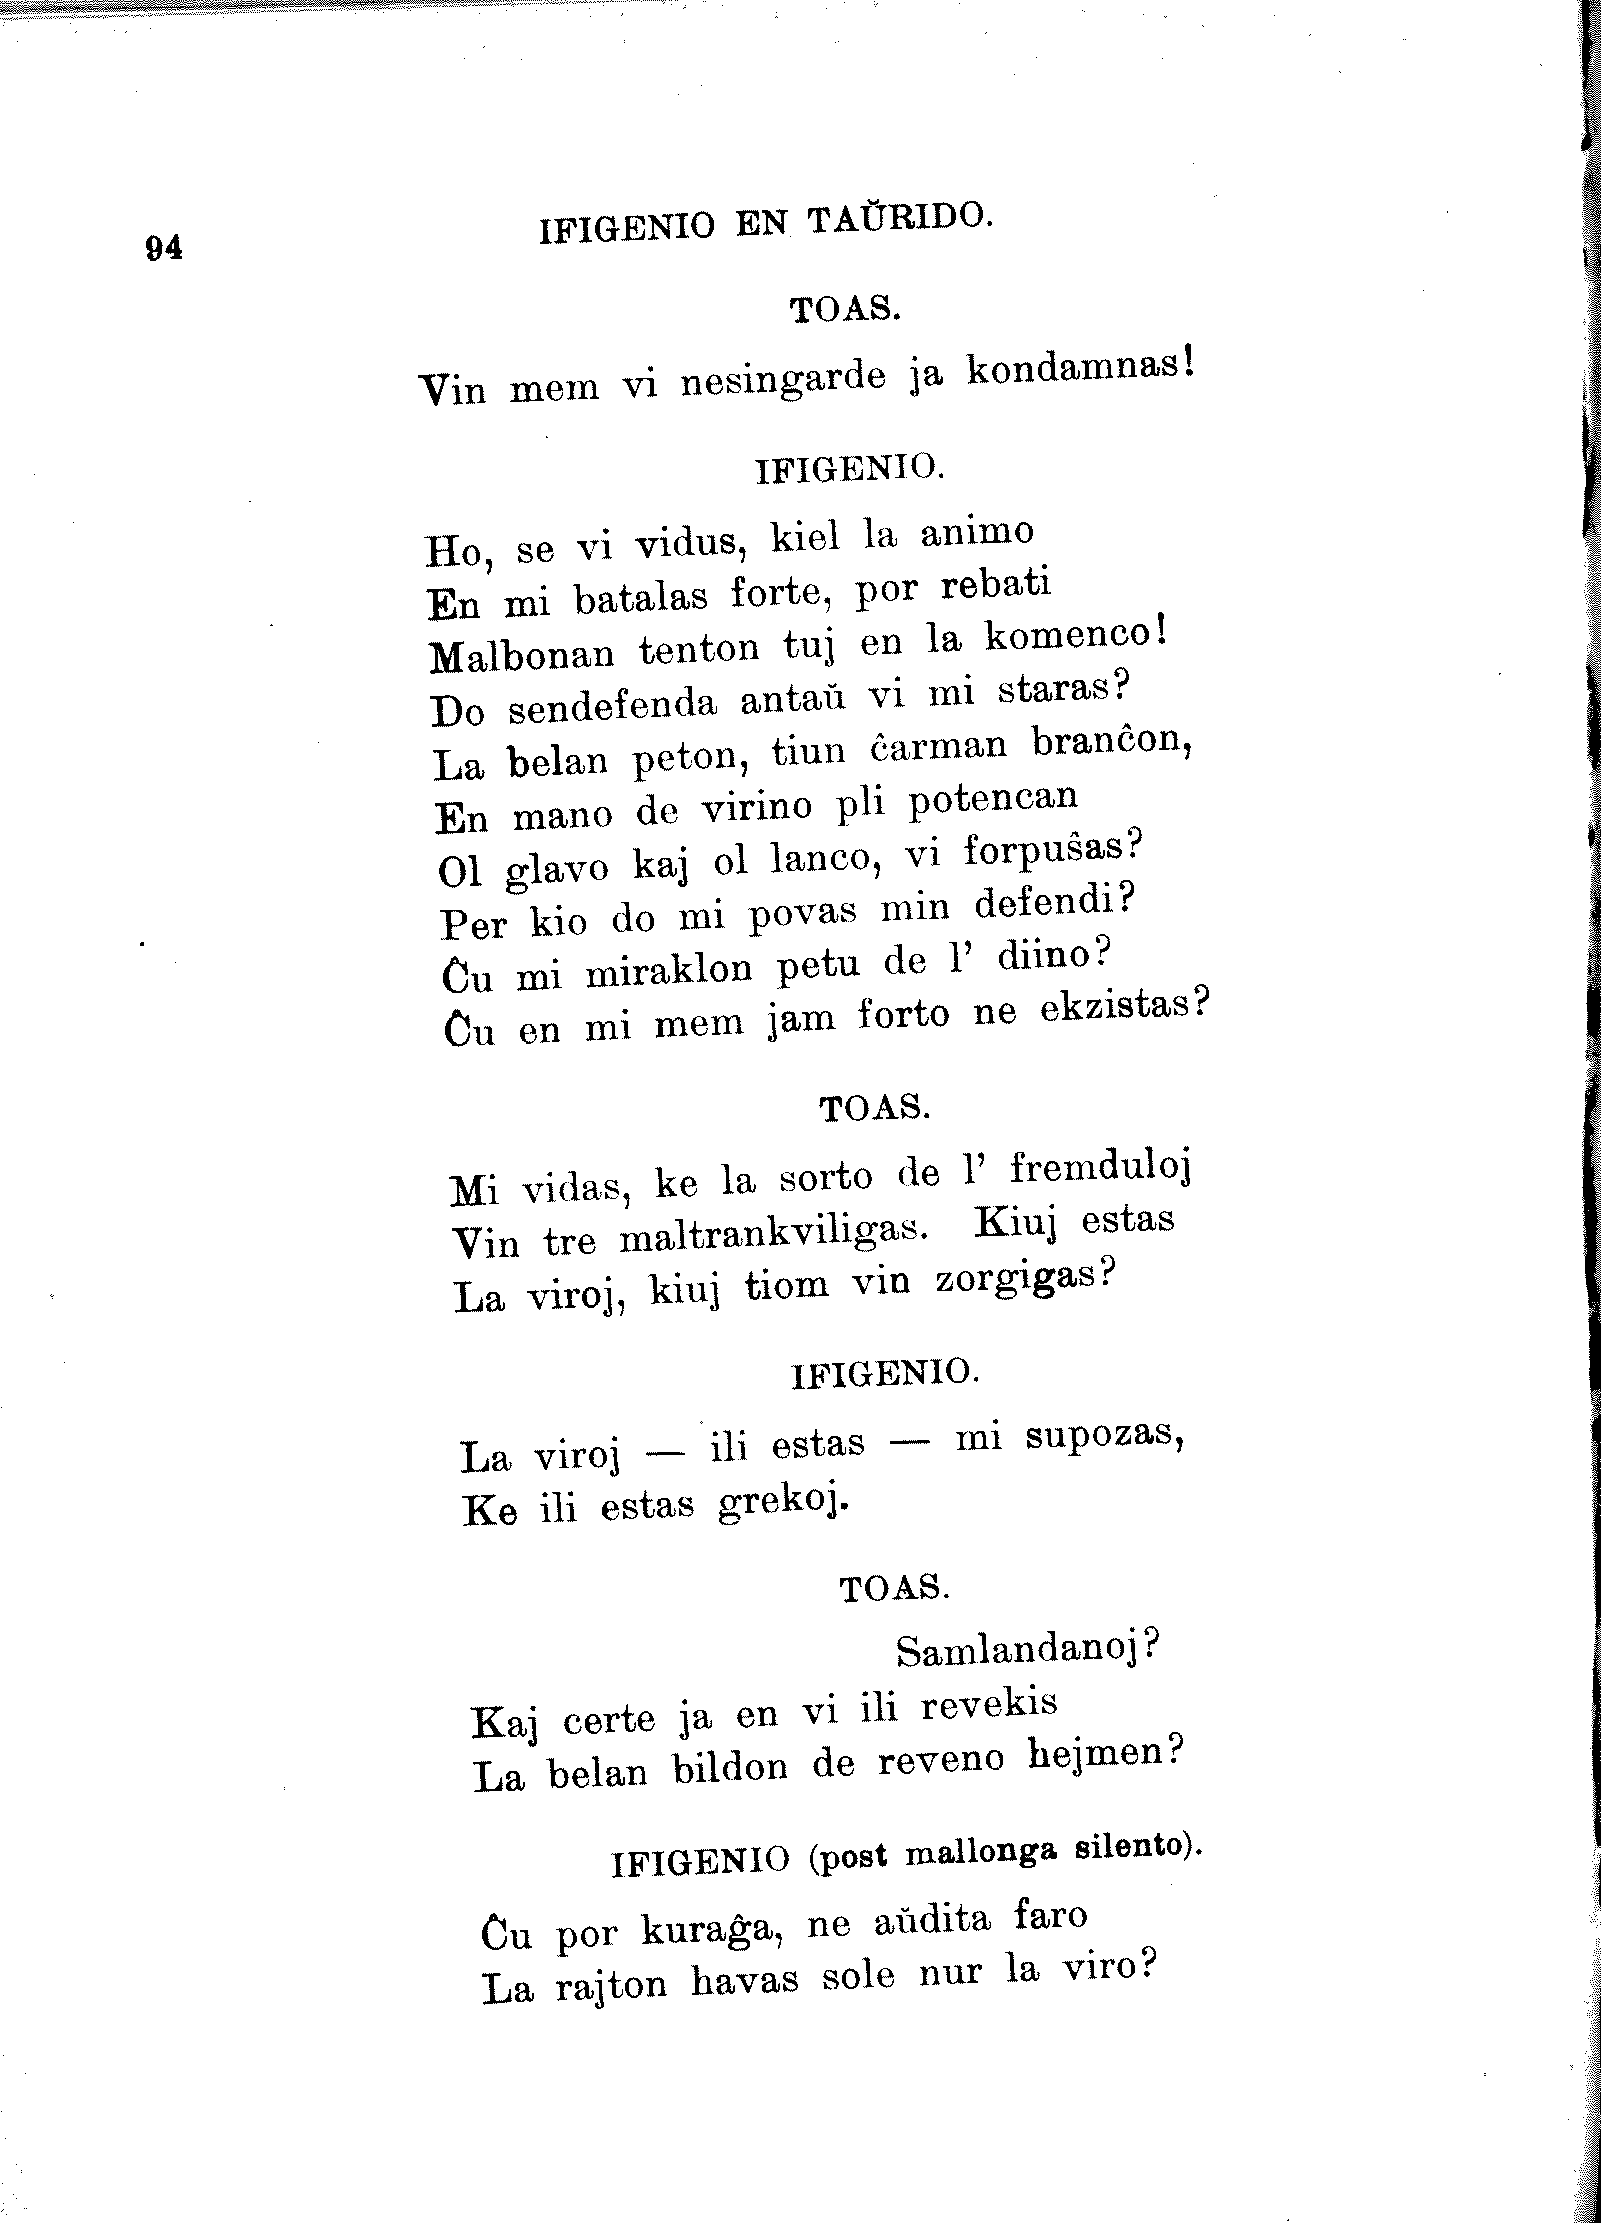 94
IFIGENIO EN TAŬRIDO.
TOAS.
Vin mem vi nesingarde ja kondamnas!
IFIGENIO.
Ho, se vi vidus, kiel la animo
En mi batalas forte, por rebati
Malbonan tenton tuj en la komenco!
Do sendefenda antaŭ vi mi staras?
La belan peton, tiun ĉarman branĉon,
En mano de virino pli potencan
Ol glavo kaj ol lanco, vi forpuŝas?
Per kio do mi povas min defendi?
Ĉu mi miraklon petu de l’ diino?
Ĉu en mi mem jam forto ne ekzistas?
TOAS.
Mi vidas, ke la sorto de l’ fremduloj
Vin tre maltrankviligas. Kiuj estas
La viroj, kiuj tiom vin zorgigas?
IFIGENIO.
La viroj — ili estas — mi supozas,
Ke ili estas grekoj.
TOAS.
Samlandanoj?
Kaj certe ja en vi ili revekis
La belan bildon de reveno hejmen?
IFIGENIO (post mallonga silento).
Ĉu por kuraĝa, ne aŭdita faro
La rajton havas sole nur la viro?